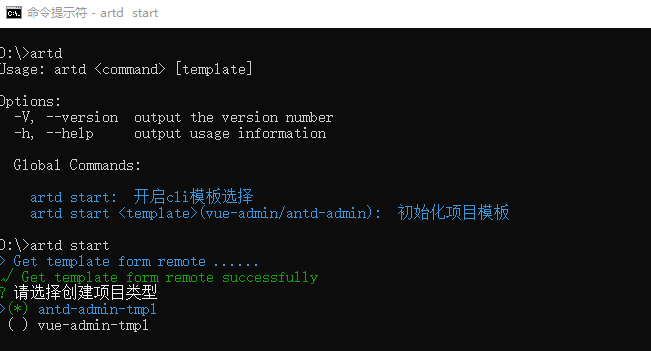 命令提示符 - artd start
D:\>artd
Usage: artd <command> [template]
Options:
-V, --version output the version number
-h, --help output usage information
Global Commands:
artd start: 开启cli模板选择
artd start <template>(vue-admin/antd-admin): 初始化项目模板
D:\>artd start
> Get template form remote ......
√ Get template form remote successfully
? 请选择创建项目类型
>(*) antd-admin-tmpl
( ) vue-admin-tmpl